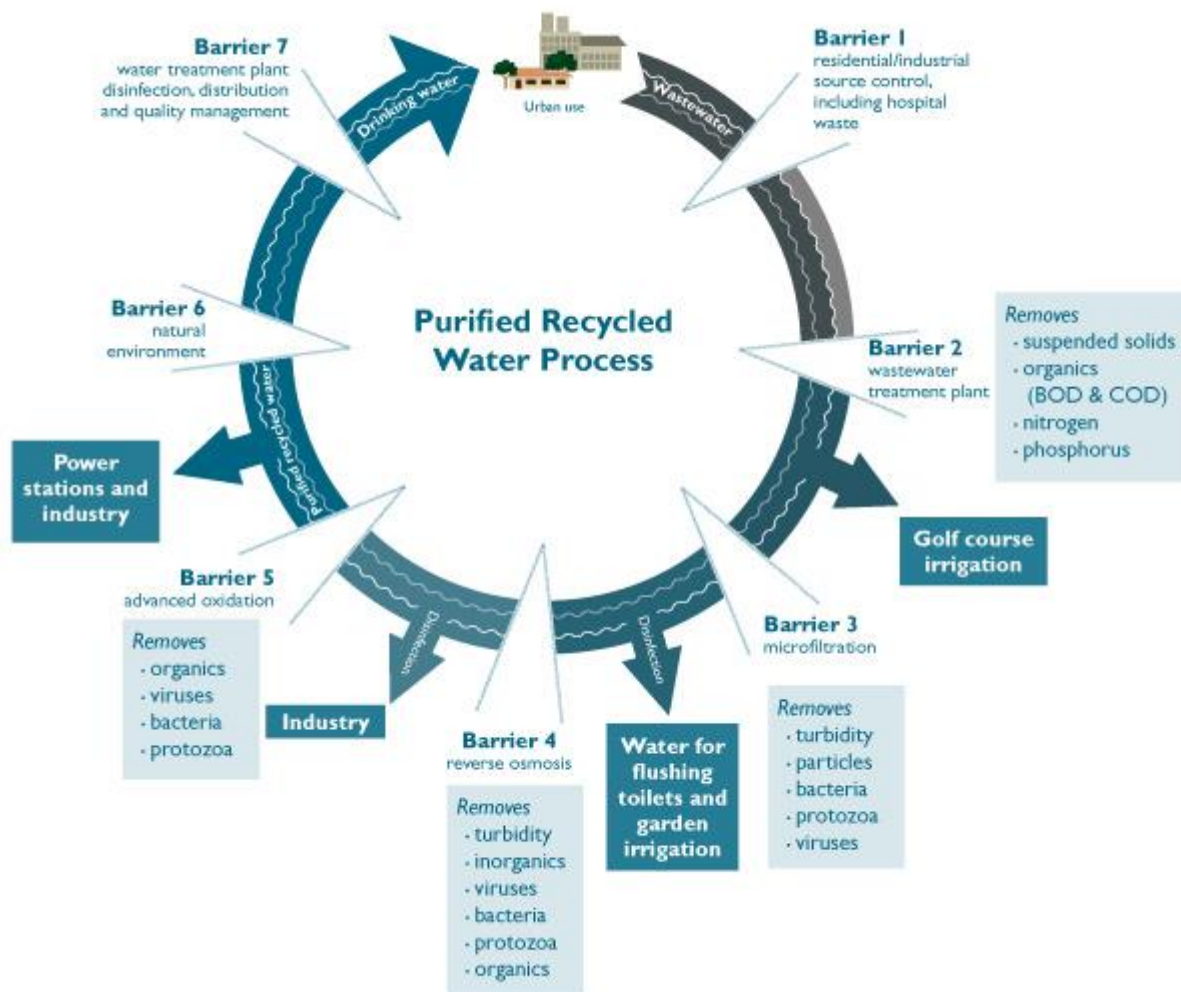 Urban use
Wastewater
Barrier 1
residential/industrial
source control,
including hospital
waste
Barrier 2
wastewater
treatment plant
Removes
· suspended solids
· organics
(BOD & COD)
· nitrogen
· phosphorus
Golf course
irrigation
Barrier 3
microfiltration
Removes
· turbidity
· particles
· bacteria
· protozoa
· viruses
Disinfection
Water for
flushing
toilets and
garden
irrigation
Barrier 4
reverse osmosis
Removes
· turbidity
· inorganics
· viruses
· bacteria
· protozoa
· organics
Disinfection
Industry
Barrier 5
advanced oxidation
Removes
· organics
· viruses
· bacteria
· protozoa
Purified recycled water
Power
stations and
industry
Barrier 6
natural
environment
Barrier 7
water treatment plant
disinfection, distribution
and quality management
Drinking water
Purified Recycled
Water Process